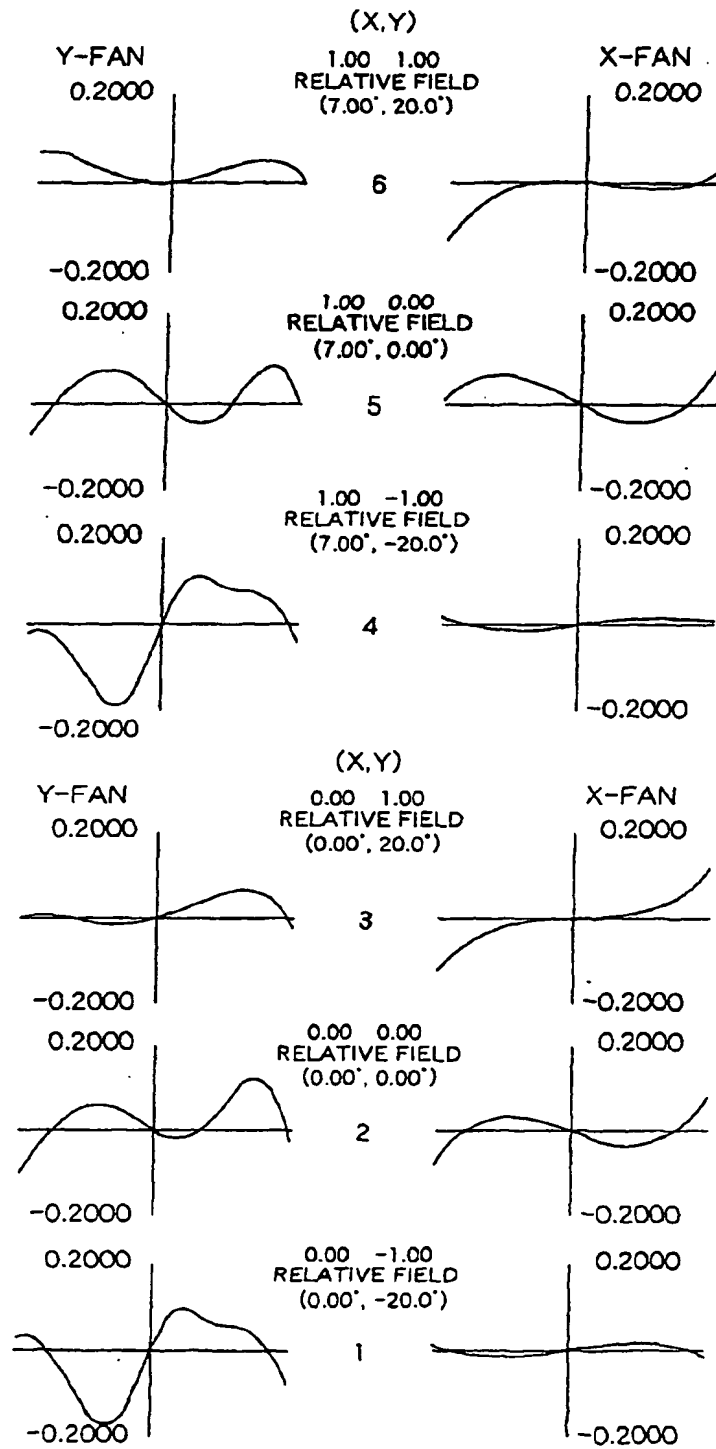 (X,Y)
Y-FAN 1.00 1.00 X-FAN
0.2000 RELATIVE FIELD 0.2000
(7.00°, 20.0°)
6
-0.2000 -0.2000
0.2000 1.00 0.00 0.2000
RELATIVE FIELD
(7.00°, 0.00°)
5
-0.2000 -0.2000
1.00 -1.00
0.2000 RELATIVE FIELD 0.2000
(7.00°, -20.0°)
4
-0.2000 -0.2000
(X,Y)
Y-FAN 0.00 1.00 X-FAN
0.2000 RELATIVE FIELD 0.2000
(0.00°, 20.0°)
3
-0.2000 -0.2000
0.2000 0.00 0.00 0.2000
RELATIVE FIELD
(0.00°, 0.00°)
2
-0.2000 -0.2000
0.2000 0.00 -1.00 0.2000
RELATIVE FIELD
(0.00°, -20.0°)
1
-0.2000 -0.2000